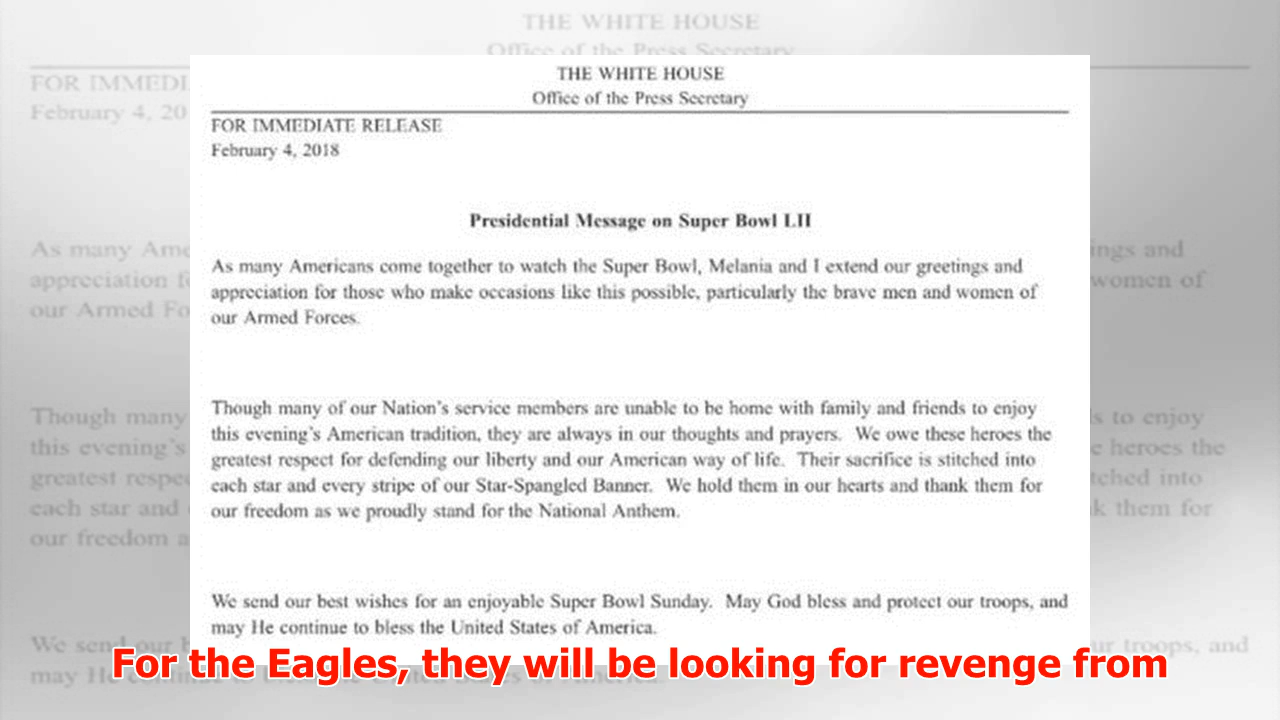 THE WHITE HOUSE
Office of the Press Secretary
FOR IMMEDIATE RELEASE
February 4, 2018
Presidential Message on Super Bowl LII
As many Americans come together to watch the Super Bowl, Melania and I extend our greetings and
appreciation for those who make occasions like this possible, particularly the brave men and women of
our Armed Forces.
Though many of our Nation's service members are unable to be home with family and friends to enjoy
this evening's American tradition, they are always in our thoughts and prayers. We owe these heroes the
greatest respect for defending our liberty and our American way of life. Their sacrifice is stitched into
each star and every stripe of our Star-Spangled Banner. We hold them in our hearts and thank them for
our freedom as we proudly stand for the National Anthem.
We send our best wishes for an enjoyable Super Bowl Sunday. May God bless and protect our troops, and
may He continue to bless the United States of America.
For the Eagles, they will be looking for revenge from